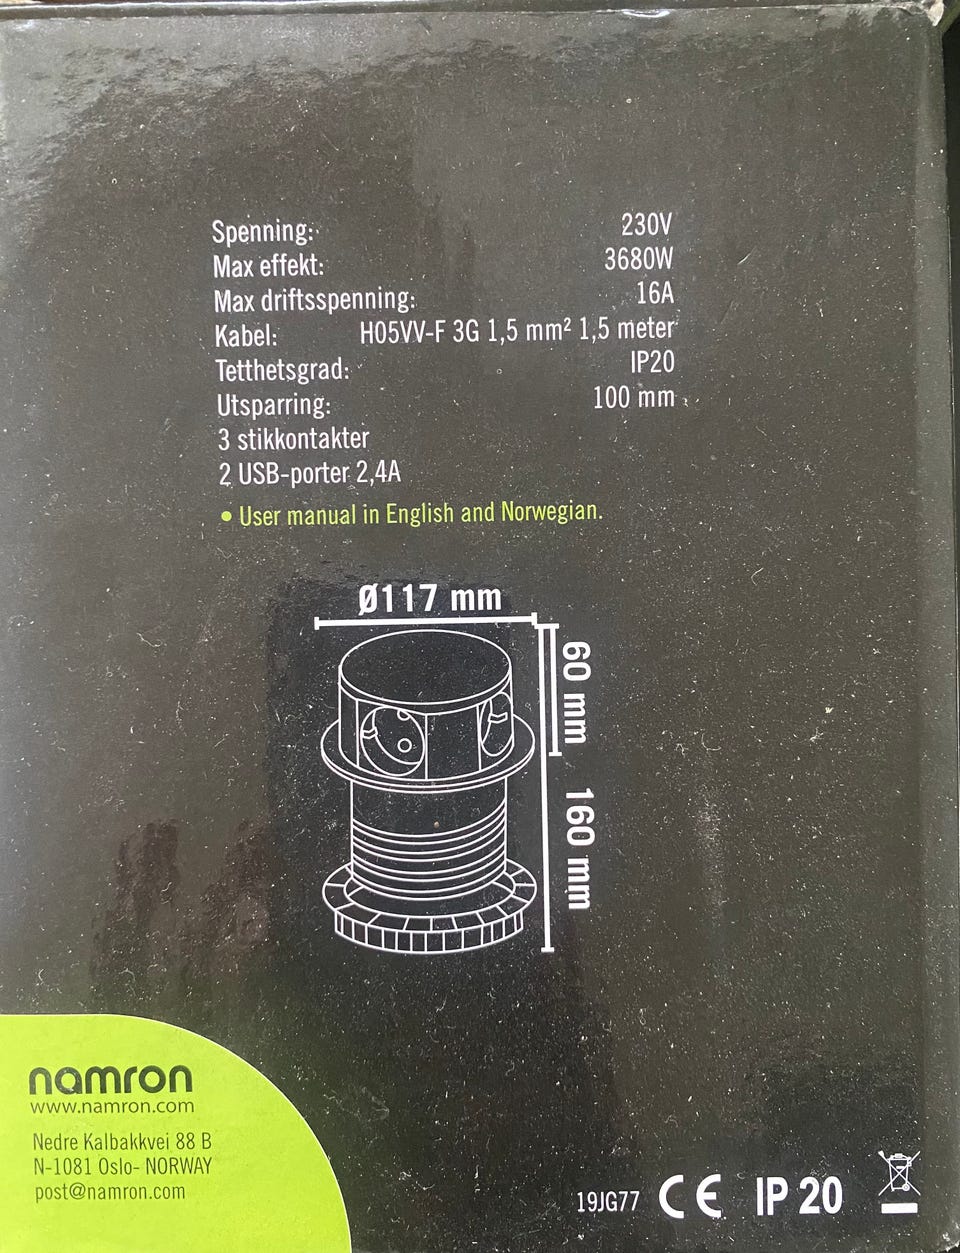 Spenning: 230V
Max effekt: 3680W
Max driftsspenning: 16A
Kabel: H05VV-F 3G 1,5 mm² 1,5 meter
Tetthetsgrad: IP20
Utsparring: 100 mm
3 stikkontakter
2 USB-porter 2,4A
• User manual in English and Norwegian.
Ø117 mm
60 mm
160 mm
namron
www.namron.com
Nedre Kalbakkvei 88 B
N-1081 Oslo- NORWAY
post@namron.com
19JG77 CE IP 20